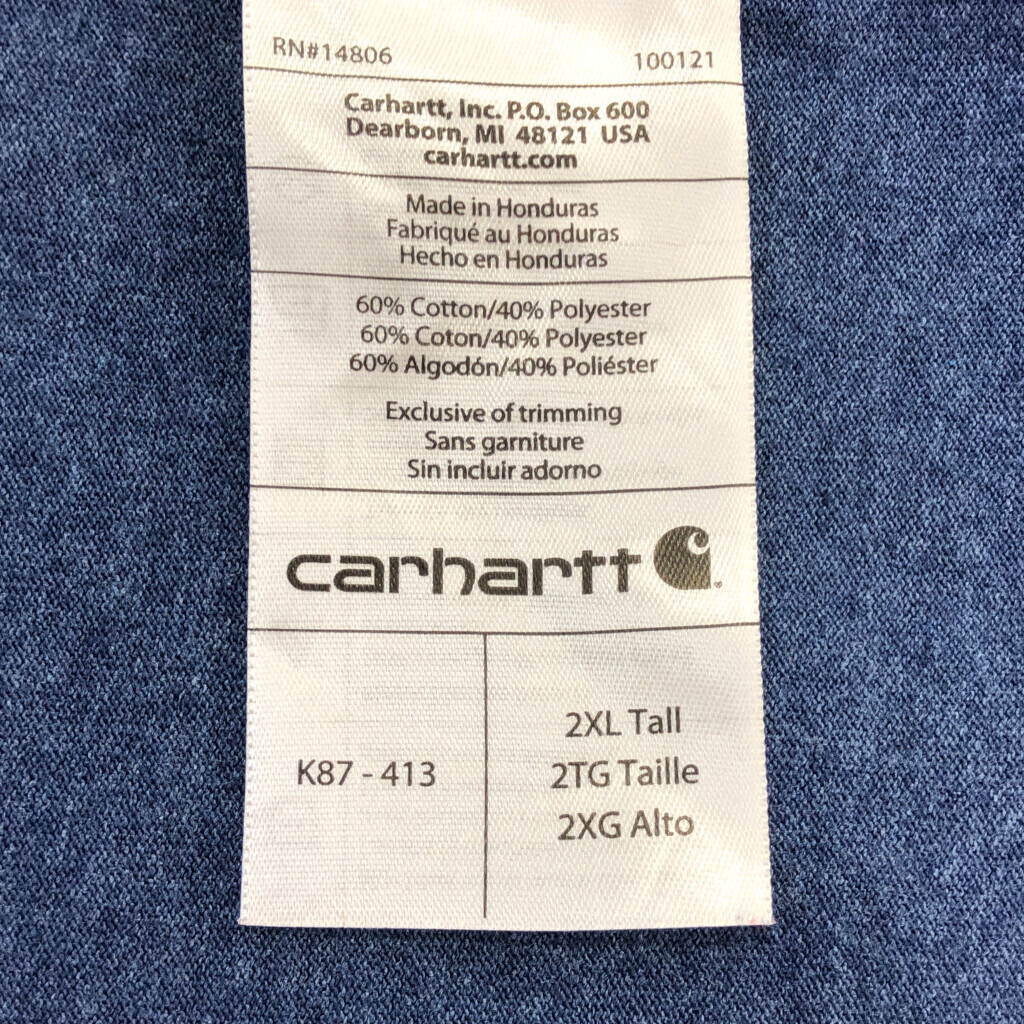 RN#14806 100121
Carhartt, Inc. P.O. Box 600
Dearborn, MI 48121 USA
carhartt.com
Made in Honduras
Fabriqué au Honduras
Hecho en Honduras
60% Cotton/40% Polyester
60% Coton/40% Polyester
60% Algodón/40% Poliéster
Exclusive of trimming
Sans garniture
Sin incluir adorno
carhartt
K87 - 413
2XL Tall
2TG Taille
2XG Alto